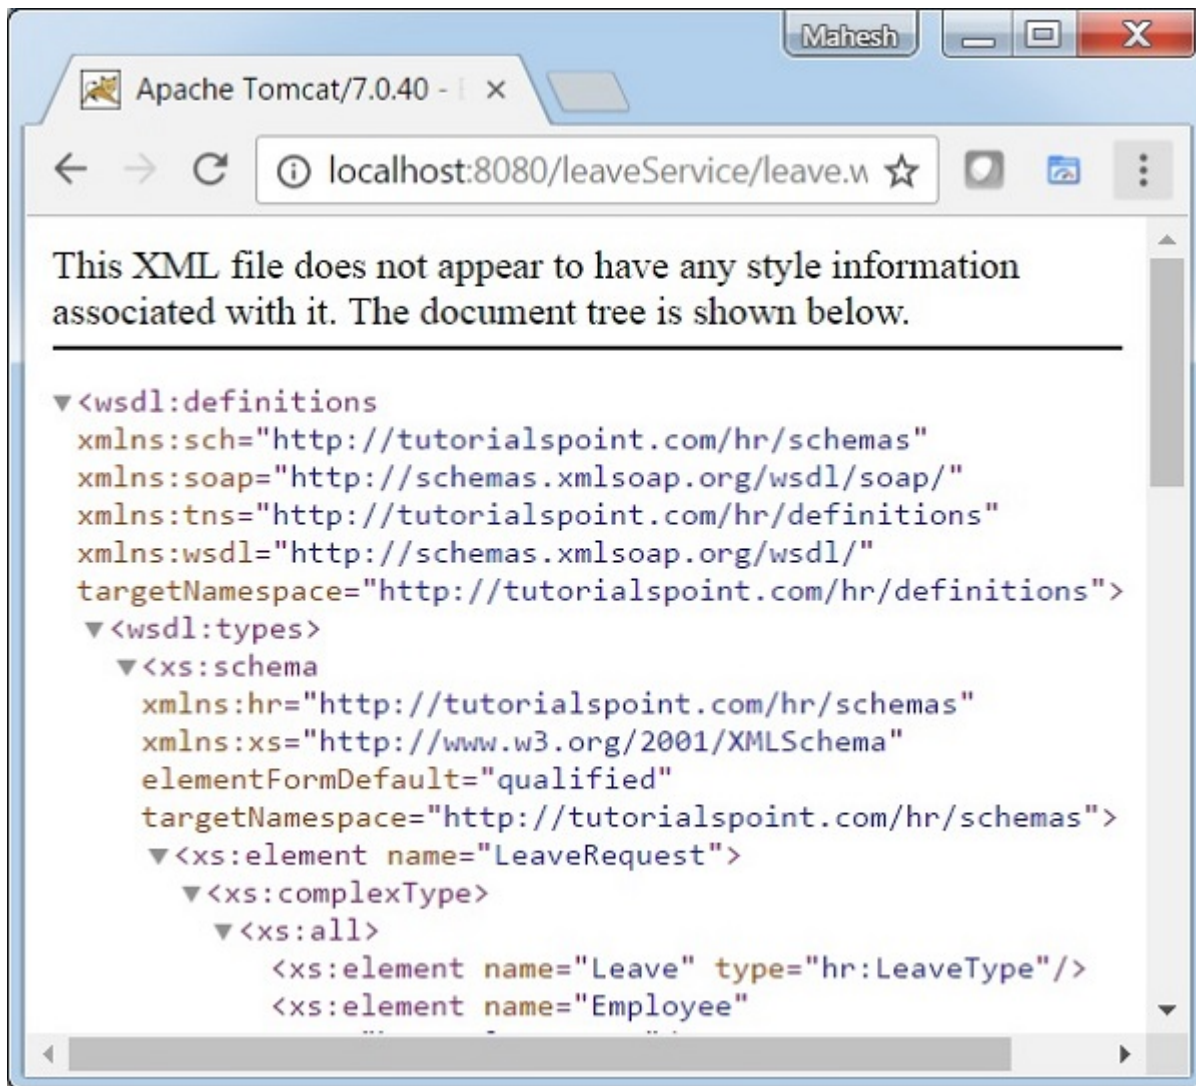 Mahesh
Apache Tomcat/7.0.40 -
localhost:8080/leaveService/leave.w
This XML file does not appear to have any style information
associated with it. The document tree is shown below.
▼<wsdl:definitions
xmlns:sch="http://tutorialspoint.com/hr/schemas"
xmlns:soap="http://schemas.xmlsoap.org/wsdl/soap/"
xmlns:tns="http://tutorialspoint.com/hr/definitions"
xmlns:wsdl="http://schemas.xmlsoap.org/wsdl/"
targetNamespace="http://tutorialspoint.com/hr/definitions">
▼<wsdl:types>
▼<xs:schema
xmlns:hr="http://tutorialspoint.com/hr/schemas"
xmlns:xs="http://www.w3.org/2001/XMLSchema"
elementFormDefault="qualified"
targetNamespace="http://tutorialspoint.com/hr/schemas">
▼<xs:element name="LeaveRequest">
▼<xs:complexType>
▼<xs:all>
<xs:element name="Leave" type="hr:LeaveType"/>
<xs:element name="Employee"